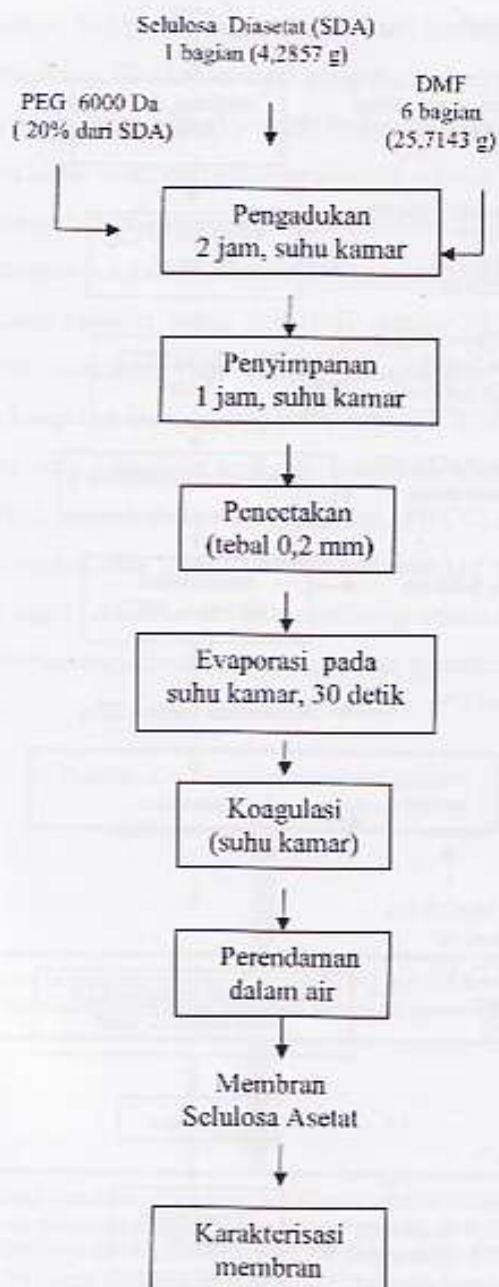 Selulosa Diasetat (SDA)
1 bagian (4,2857 g)
PEG 6000 Da
( 20% dari SDA)
DMF
6 bagian
(25,7143 g)
Pengadukan
2 jam, suhu kamar
Penyimpanan
1 jam, suhu kamar
Pencetakan
(tebal 0,2 mm)
Evaporasi pada
suhu kamar, 30 detik
Koagulasi
(suhu kamar)
Perendaman
dalam air
Membran
Selulosa Asetat
Karakterisasi
membran